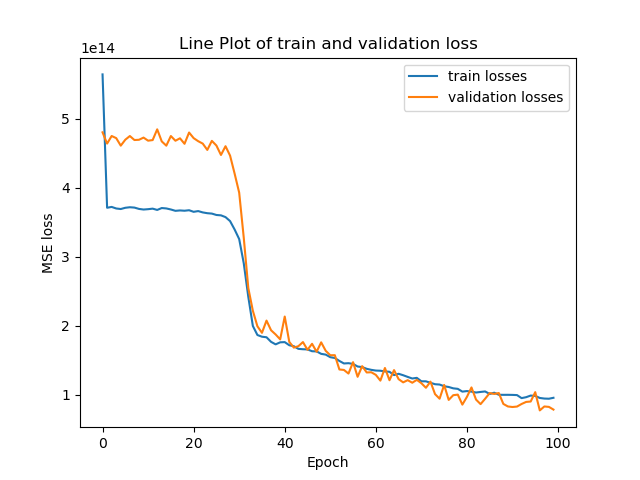 Line Plot of train and validation loss
1e14
train losses
validation losses
5
4
3
2
1
MSE loss
0 20 40 60 80 100
Epoch